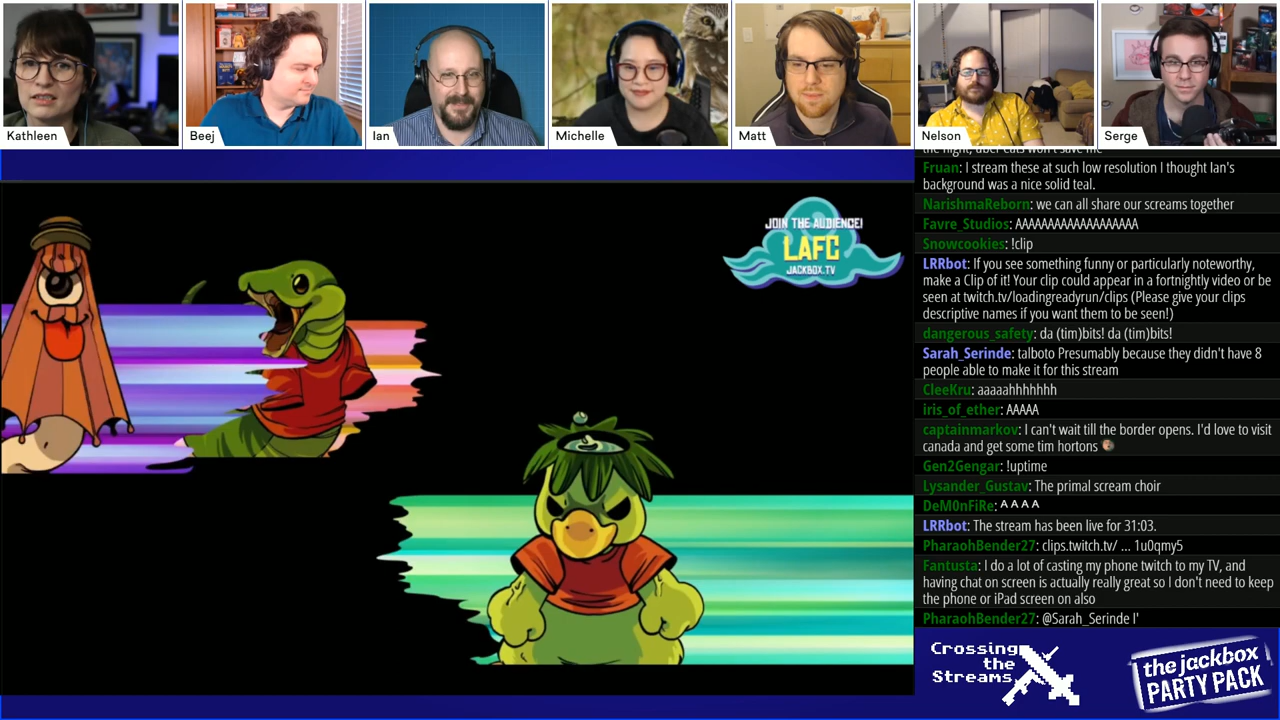 Kathleen
Beej
Ian
Michelle
Matt
Nelson
Serge
JOIN THE AUDIENCE!
LAFC
JACKBOX.TV
Fruan: I stream these at such low resolution I thought Ian's
background was a nice solid teal.
NarishmaReborn: we can all share our screams together
Favre_Studios: AAAAAAAAAAAAAAAAAAA
Snowcookies: !clip
LRRbot: If you see something funny or particularly noteworthy,
make a Clip of it! Your clip could appear in a fortnightly video or be
seen at twitch.tv/loadingreadyrun/clips (Please give your clips
descriptive names if you want them to be seen!)
dangerous_safety: da (tim)bits! da (tim)bits!
Sarah_Serinde: talboto Presumably because they didn't have 8
people able to make it for this stream
CleeKru: aaaaahhhhhhh
iris_of_ether: AAAAA
captainmarkov: I can't wait till the border opens. I'd love to visit
canada and get some tim hortons
Gen2Gengar: !uptime
Lysander_Gustav: The primal scream choir
DeM0nFiRe: A A A A
LRRbot: The stream has been live for 31:03.
PharaohBender27: clips.twitch.tv/ ... 1u0qmy5
Fantusta: I do a lot of casting my phone twitch to my TV, and
having chat on screen is actually really great so I don't need to keep
the phone or iPad screen on also
PharaohBender27: @Sarah_Serinde I'
Crossing
the
Streams
the jackbox
PARTY PACK